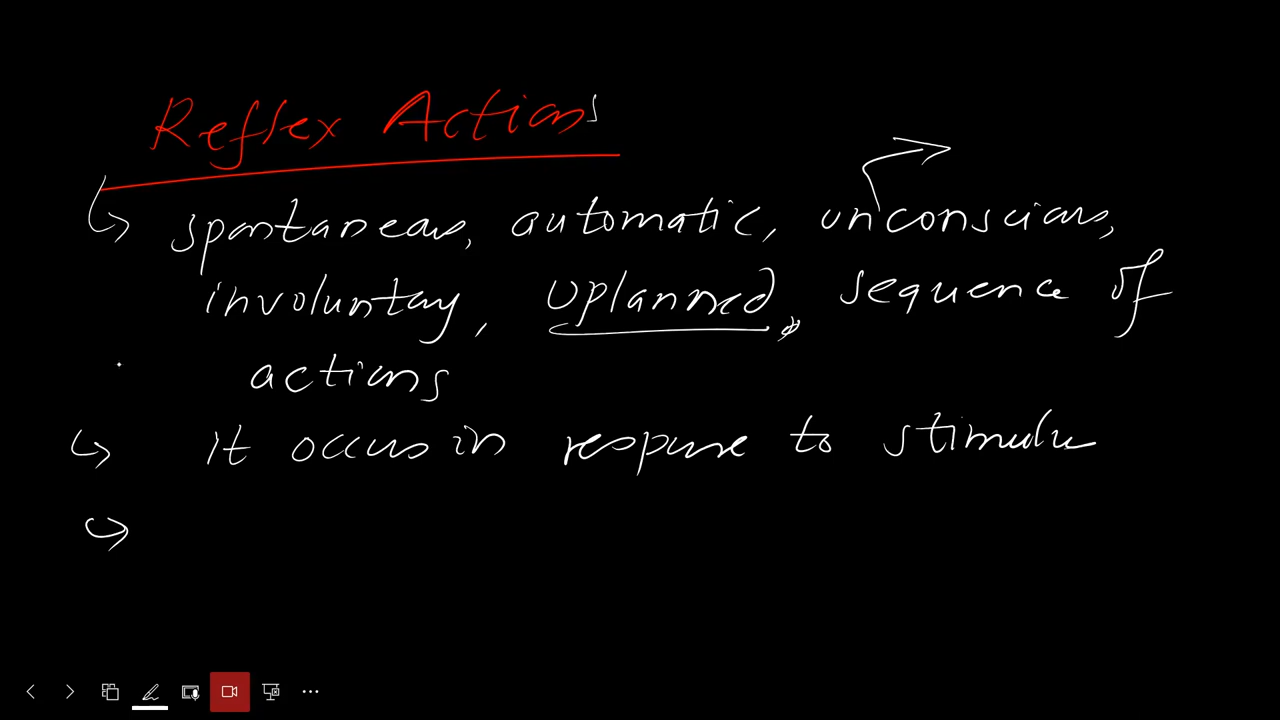 Reflex Actions
spontaneous, automatic, unconscious,
involuntary, Uplanned, sequence of
actions
It occurs in response to stimulu